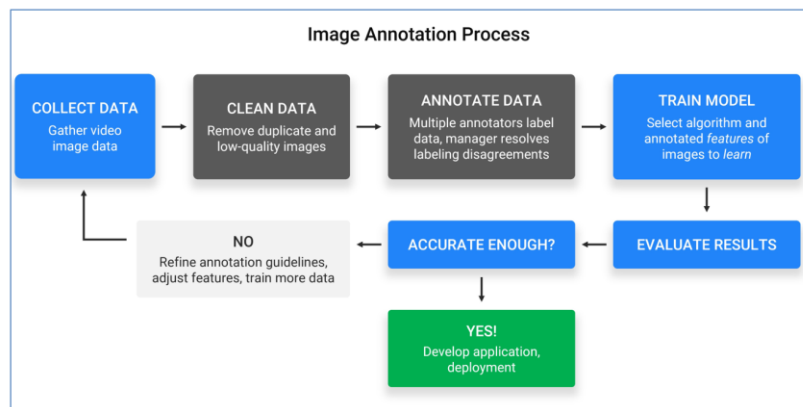 Image Annotation Process
COLLECT DATA
Gather video
image data
CLEAN DATA
Remove duplicate and
low-quality images
ANNOTATE DATA
Multiple annotators label
data, manager resolves
labeling disagreements
TRAIN MODEL
Select algorithm and
annotated features of
images to learn
NO
Refine annotation guidelines,
adjust features, train more data
ACCURATE ENOUGH?
EVALUATE RESULTS
YES!
Develop application,
deployment